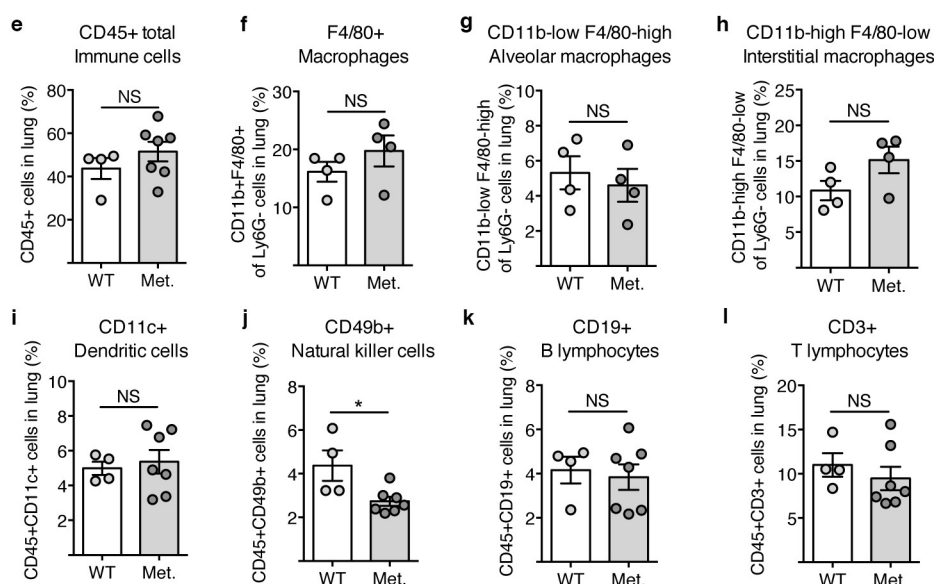 e
CD45+ total
Immune cells
CD45+ cells in lung (%)
80
60
40
20
NS
WT
Met.
f
F4/80+
Macrophages
CD11b+F4/80+
of Ly6G- cells in lung (%)
30
20
10
NS
WT
Met.
g
CD11b-low F4/80-high
Alveolar macrophages
CD11b-low F4/80-high
of Ly6G- cells in lung (%)
10
8
6
4
2
0
NS
WT
Met.
h
CD11b-high F4/80-low
Interstitial macrophages
CD11b-high F4/80-low
of Ly6G- cells in lung (%)
25
20
15
10
5
NS
WT
Met.
i
CD11c+
Dendritic cells
CD45+CD11c+ cells in lung (%)
10
8
6
4
2
NS
WT
Met.
j
CD49b+
Natural killer cells
CD45+CD49b+ cells in lung (%)
8
6
4
2
*
WT
Met.
k
CD19+
B lymphocytes
CD45+CD19+ cells in lung (%)
8
6
4
2
NS
WT
Met.
l
CD3+
T lymphocytes
CD45+CD3+ cells in lung (%)
20
15
10
5
NS
WT
Met.